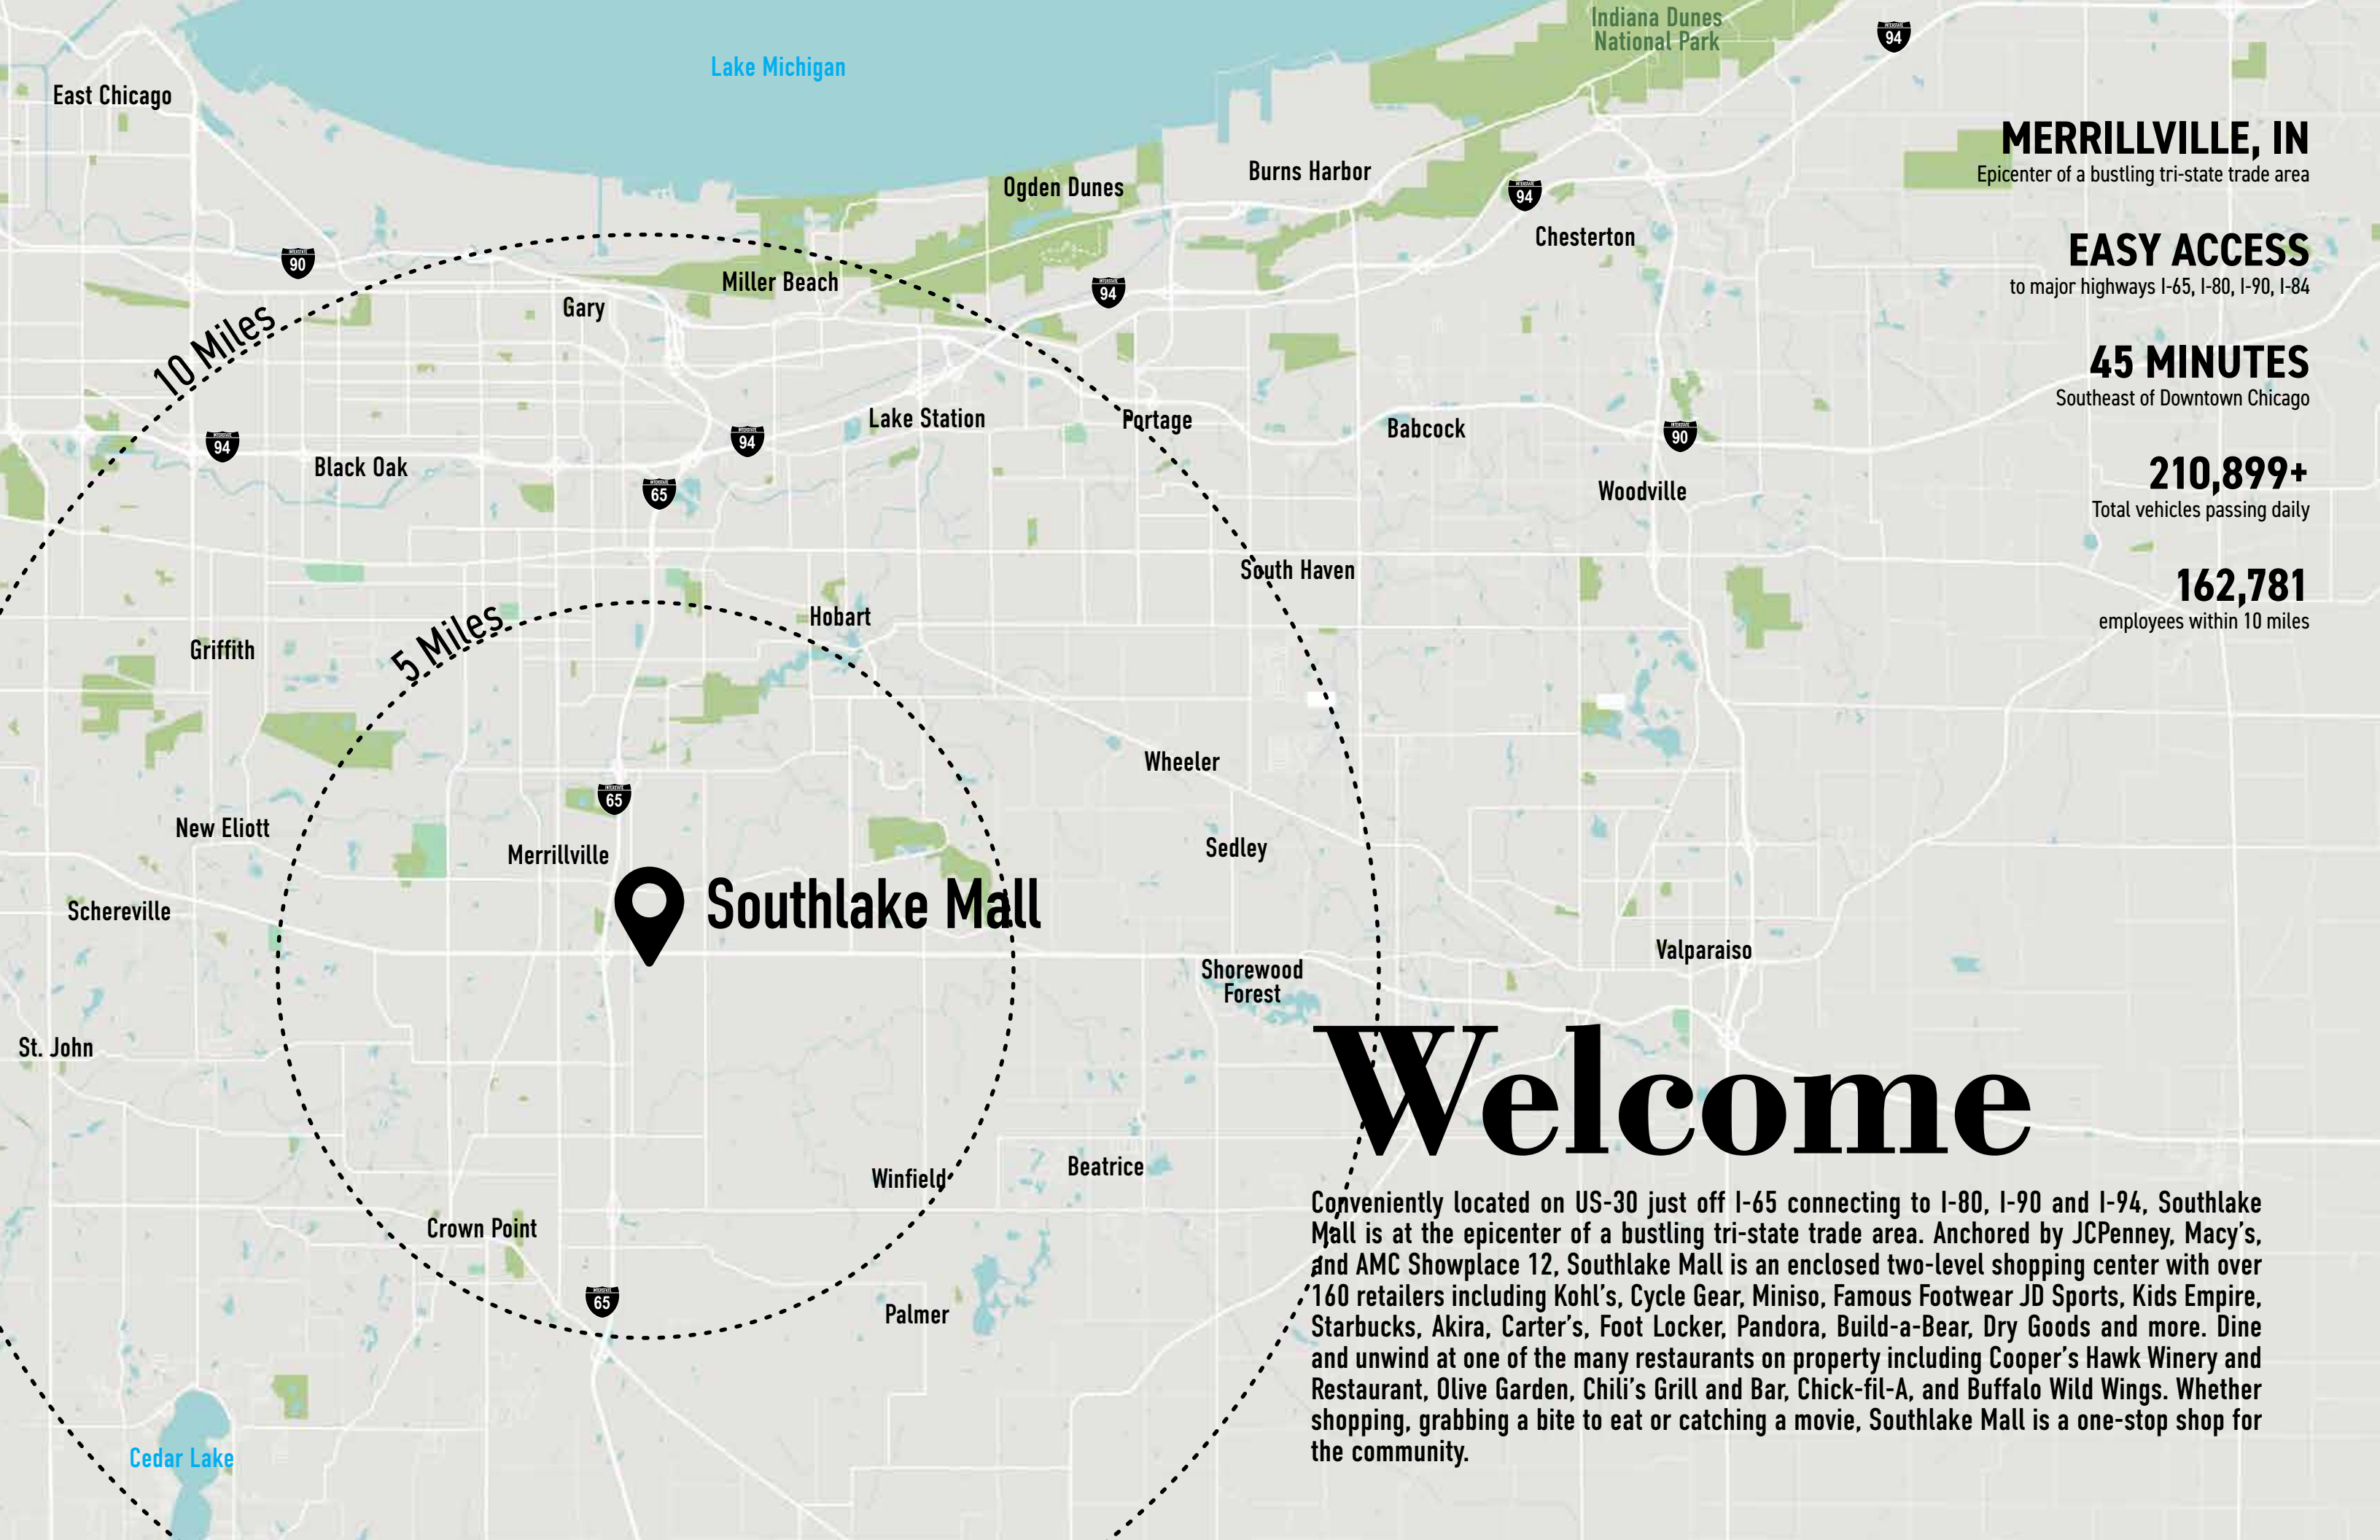 Indiana Dunes
National Park
INTERSTATE
94
Lake Michigan
East Chicago
MERRILLVILLE, IN
Epicenter of a bustling tri-state trade area
Burns Harbor
Ogden Dunes
INTERSTATE
94
Chesterton
EASY ACCESS
to major highways I-65, I-80, I-90, I-84
INTERSTATE
90
Miller Beach
INTERSTATE
94
Gary
10 Miles
45 MINUTES
Southeast of Downtown Chicago
Lake Station
Portage
Babcock
INTERSTATE
90
INTERSTATE
94
INTERSTATE
94
Black Oak
INTERSTATE
65
Woodville
210,899+
Total vehicles passing daily
South Haven
162,781
employees within 10 miles
Hobart
5 Miles
Griffith
Wheeler
INTERSTATE
65
New Eliott
Merrillville
Sedley
Southlake Mall
Schereville
Valparaiso
Shorewood
Forest
St. John
Welcome
Winfield
Beatrice
Crown Point
INTERSTATE
65
Palmer
Conveniently located on US-30 just off I-65 connecting to I-80, I-90 and I-94, Southlake
Mall is at the epicenter of a bustling tri-state trade area. Anchored by JCPenney, Macy's,
and AMC Showplace 12, Southlake Mall is an enclosed two-level shopping center with over
160 retailers including Kohl's, Cycle Gear, Miniso, Famous Footwear JD Sports, Kids Empire,
Starbucks, Akira, Carter's, Foot Locker, Pandora, Build-a-Bear, Dry Goods and more. Dine
and unwind at one of the many restaurants on property including Cooper's Hawk Winery and
Restaurant, Olive Garden, Chili's Grill and Bar, Chick-fil-A, and Buffalo Wild Wings. Whether
shopping, grabbing a bite to eat or catching a movie, Southlake Mall is a one-stop shop for
the community.
Cedar Lake